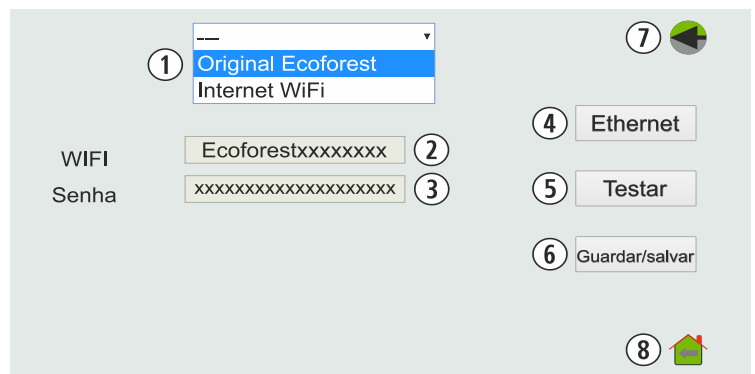 -—
① Original Ecoforest
Internet WiFi
WIFI Ecoforestxxxxxxxx ②
Senha xxxxxxxxxxxxxxxxxxxxx ③
⑦
④ Ethernet
⑤ Testar
⑥ Guardar/salvar
⑧